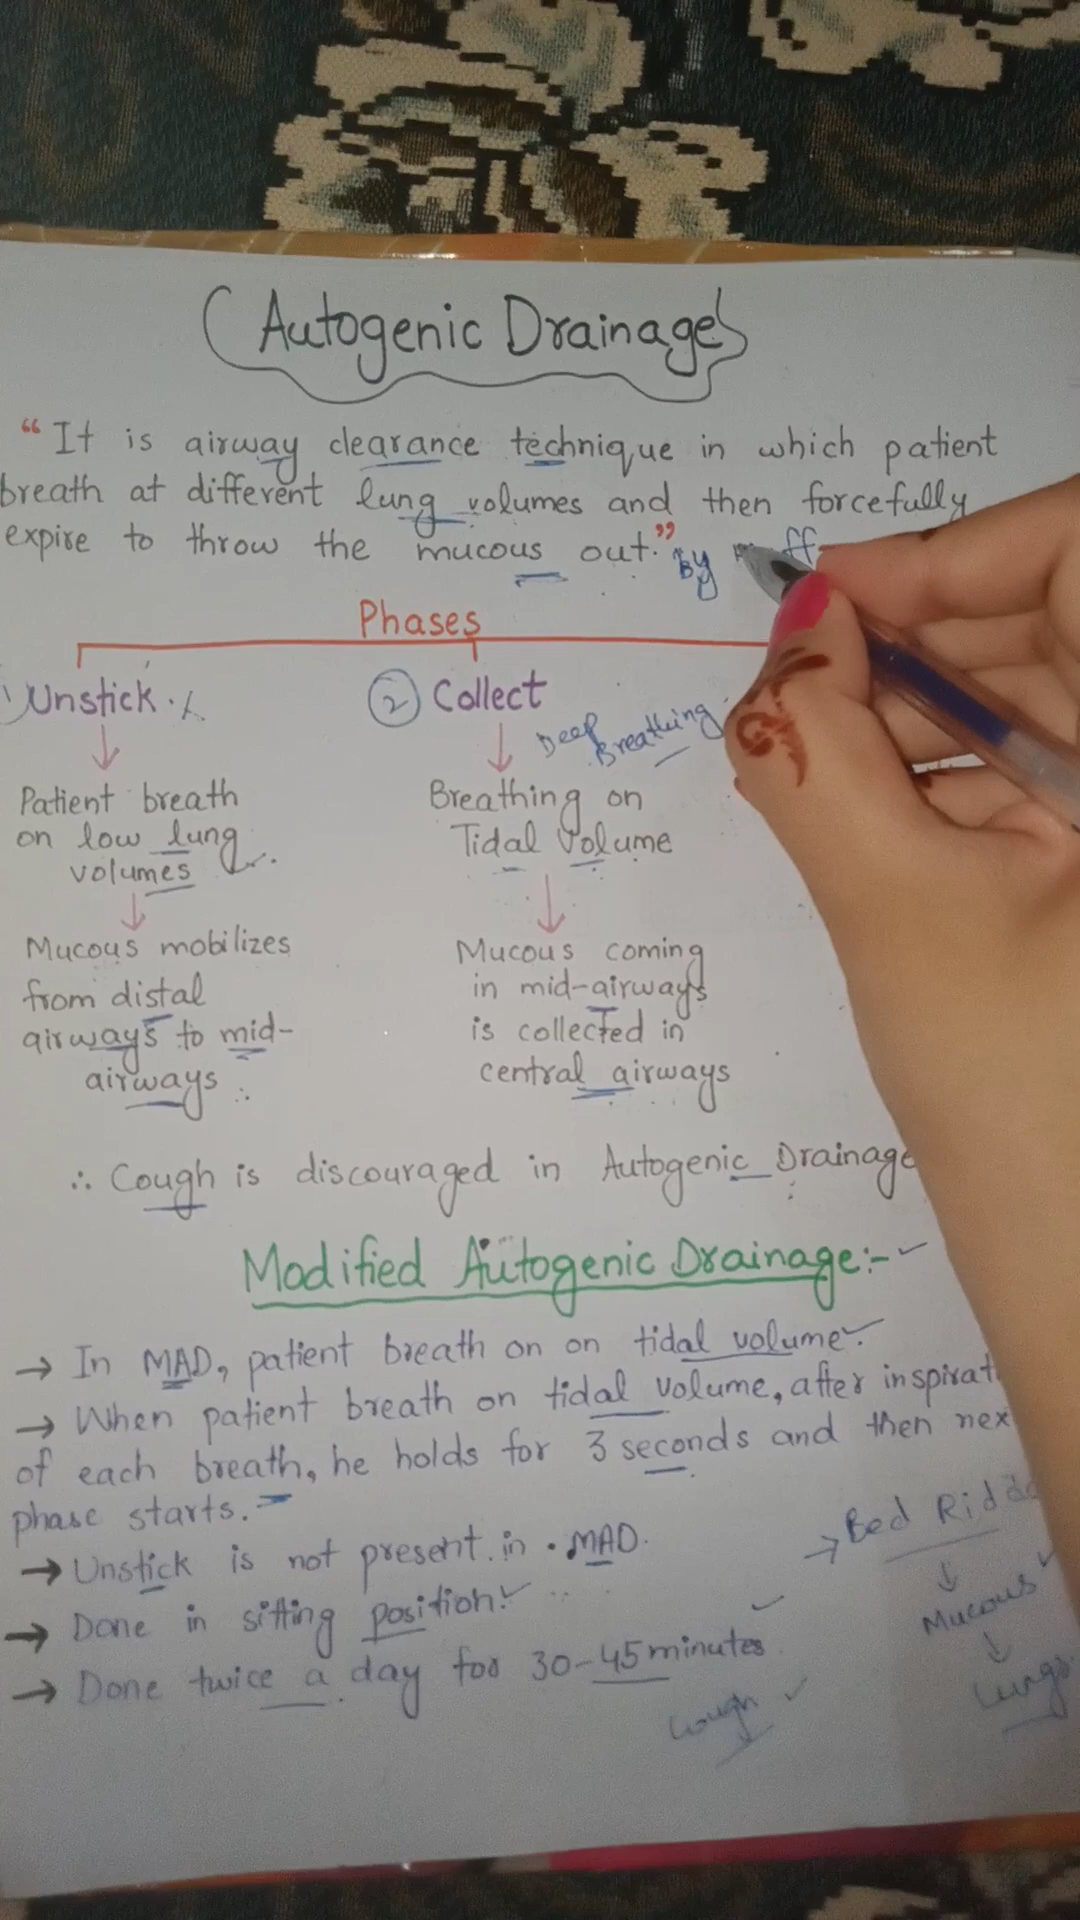 Autogenic Drainage
“It is airway clearance technique in which patient
breath at different lung volumes and then forcefully
expire to throw the mucous out.” By
Phases
Unstick.
② Collect
Deep
Breathing
Patient breath
on low lung
volumes
Breathing on
Tidal Volume
Mucous mobilizes
from distal
airways to mid-
airways
Mucous coming
in mid-airways
is collected in
central airways
∴ Cough is discouraged in Autogenic Drainage
Modified Autogenic Drainage:-
→ In MAD, patient breath on on tidal volume.
→ When patient breath on tidal volume, after inspirat
of each breath, he holds for 3 seconds and then nex
phase starts.
→ Unstick is not present in MAD.
→ Done in sitting position.
→ Done twice a day for 30-45 minutes
→ Bed Ridd
Mucous
Lungs
Cough